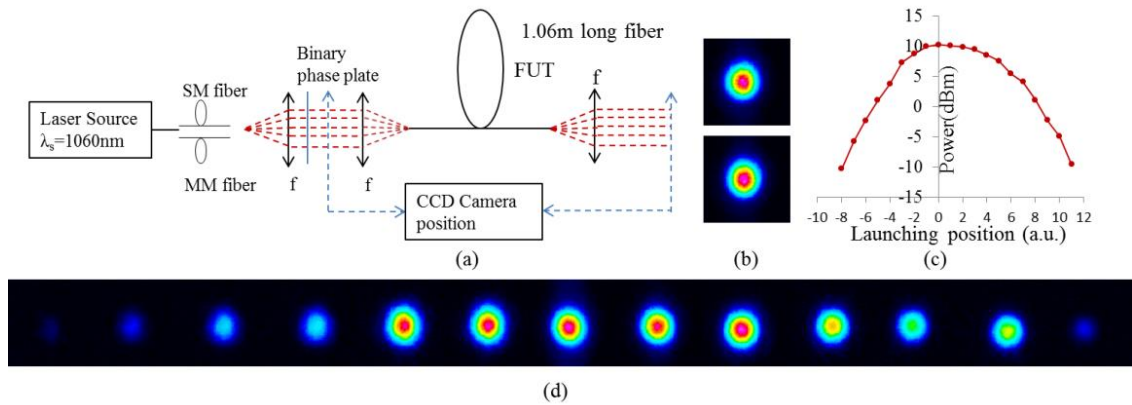 SM fiber
Laser Source
λs=1060nm
MM fiber
Binary
phase plate
f
f
1.06m long fiber
FUT
f
CCD Camera
position
(a)
(b)
Power(dBm)
15
10
5
0
-5
-10
-15
-10 -8 -6 -4 -2 0 2 4 6 8 10 12
Launching position (a.u.)
(c)
(d)